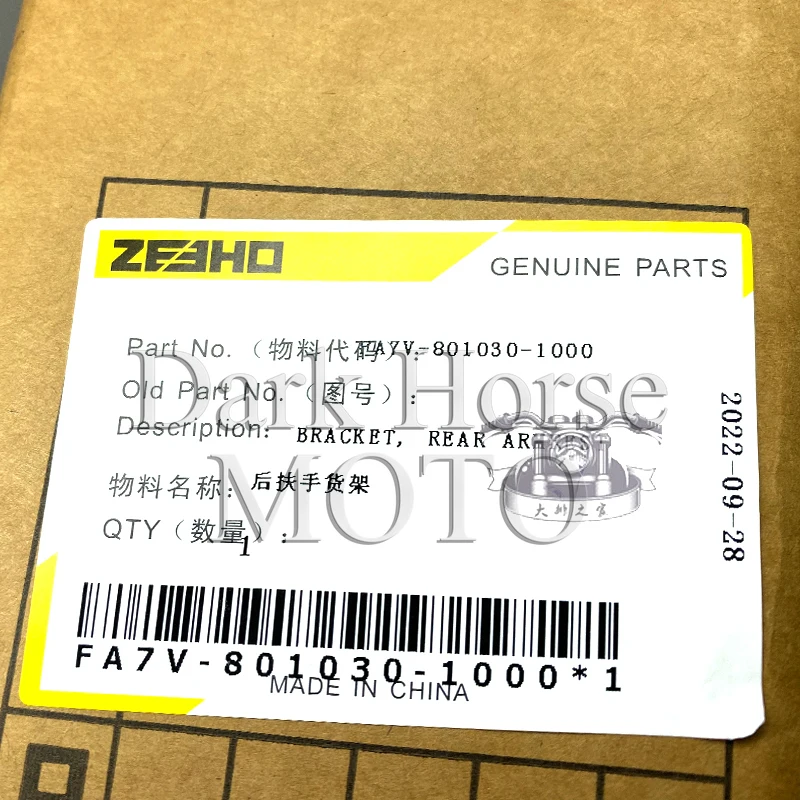 ZEEHO
GENUINE PARTS
Part No.（物料代码）：FA7V-801030-1000
Old Part No.（图号）：
Description: BRACKET, REAR
物料名称：后扶手货架
QTY（数量）：1
2022-09-28
FA7V-801030-1000*1
MADE IN CHINA
Dark Horse
MOTO